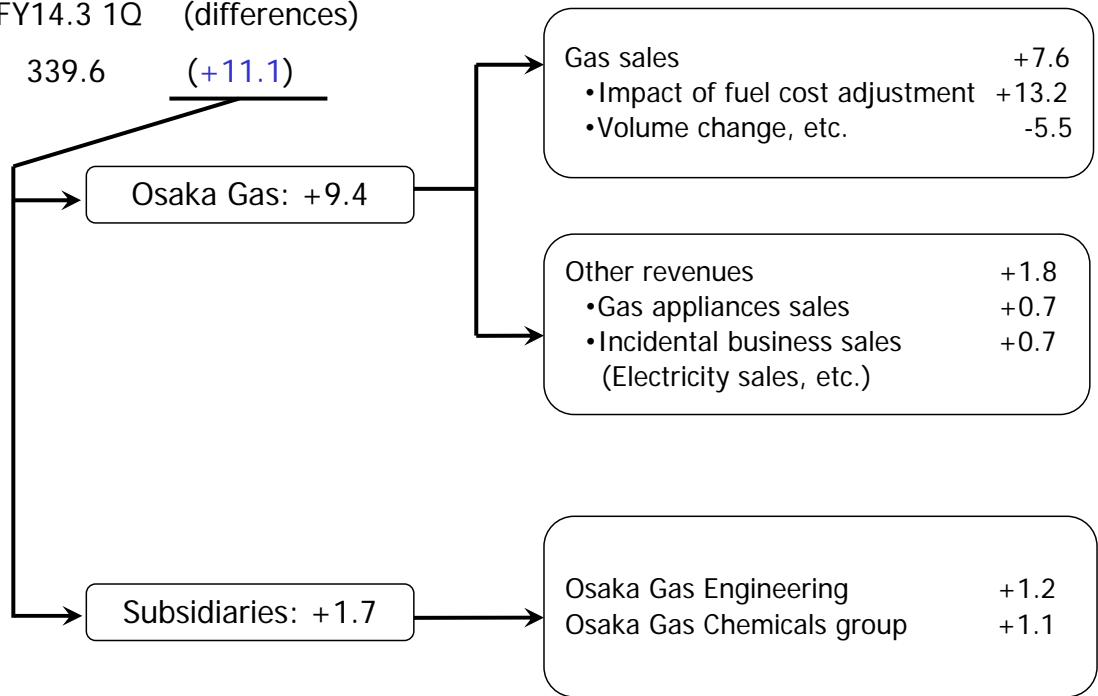 FY14.3 1Q (differences)
339.6 (+11.1)
Osaka Gas: +9.4
Gas sales +7.6
•Impact of fuel cost adjustment +13.2
•Volume change, etc. -5.5
Other revenues +1.8
•Gas appliances sales +0.7
•Incidental business sales +0.7
(Electricity sales, etc.)
Subsidiaries: +1.7
Osaka Gas Engineering +1.2
Osaka Gas Chemicals group +1.1